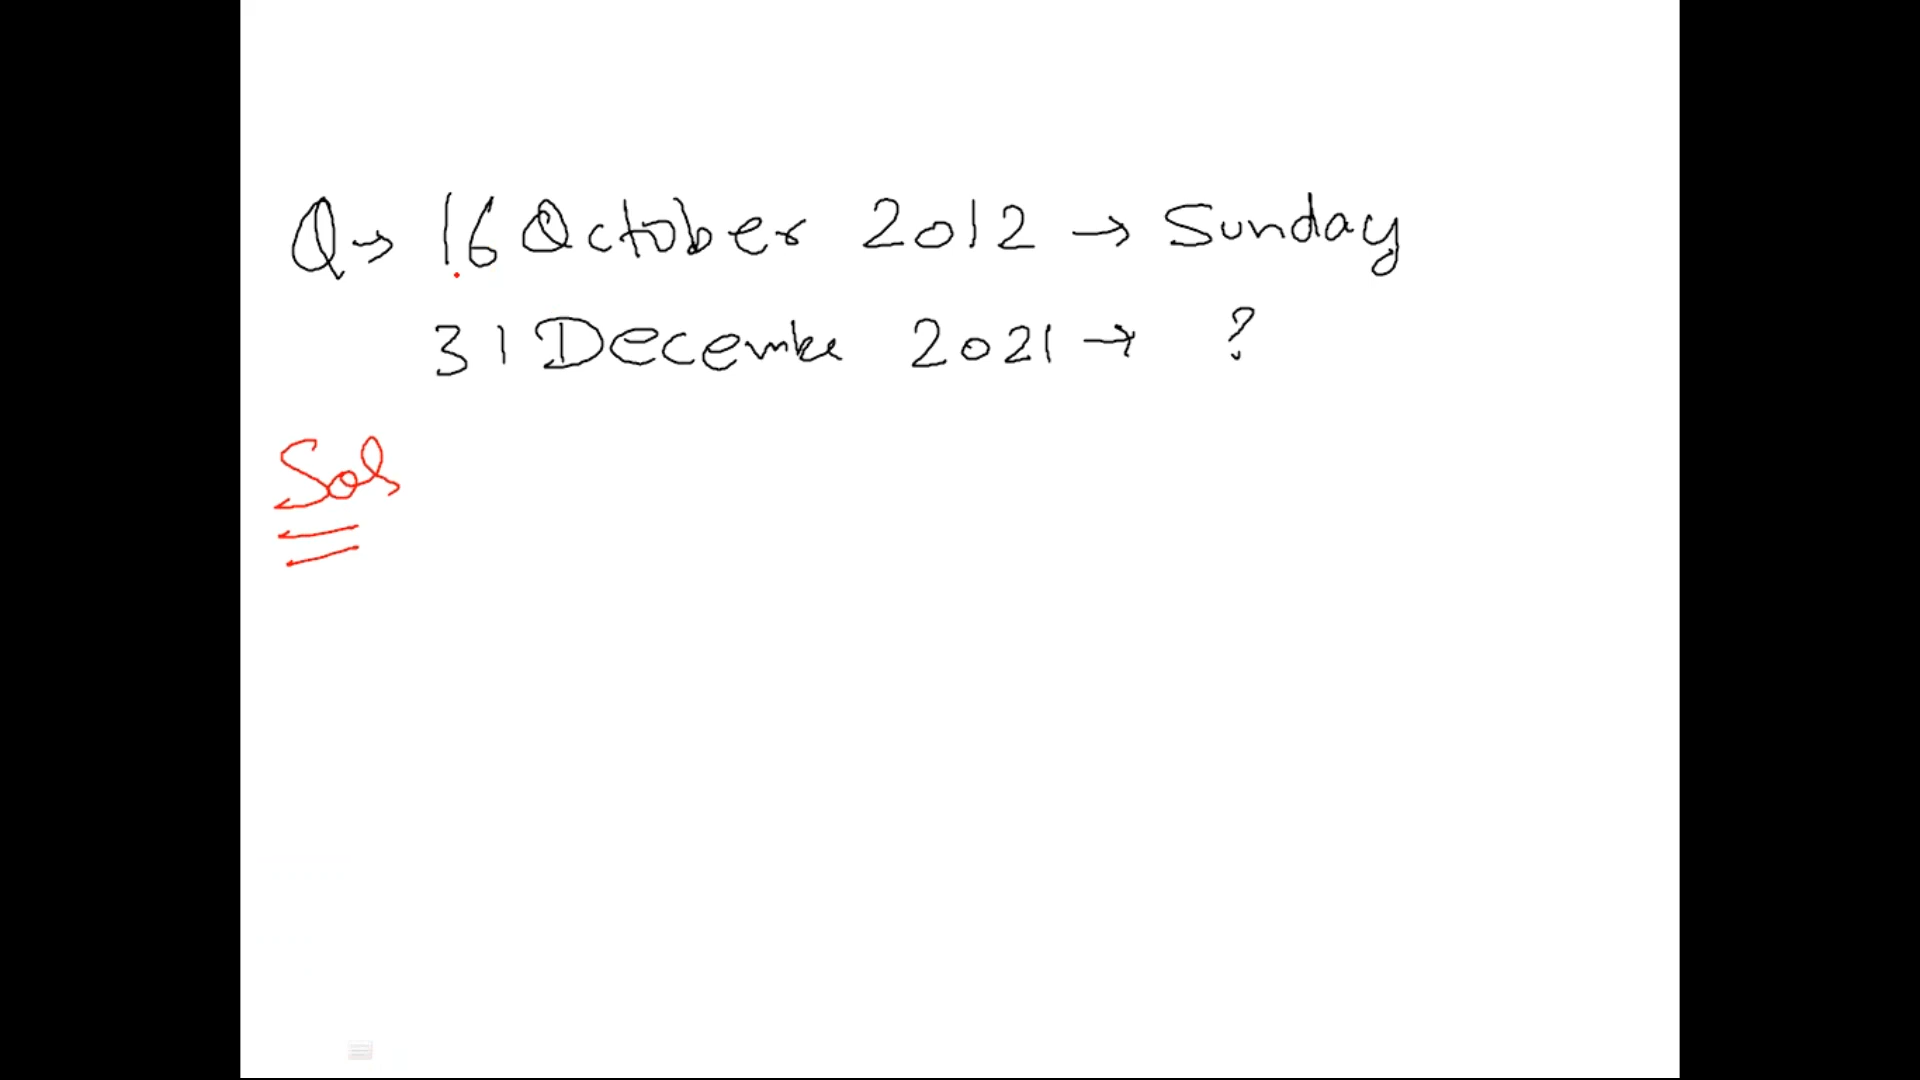 Q→ 16 October 2012 → Sunday
31 December 2021 → ?
Sol